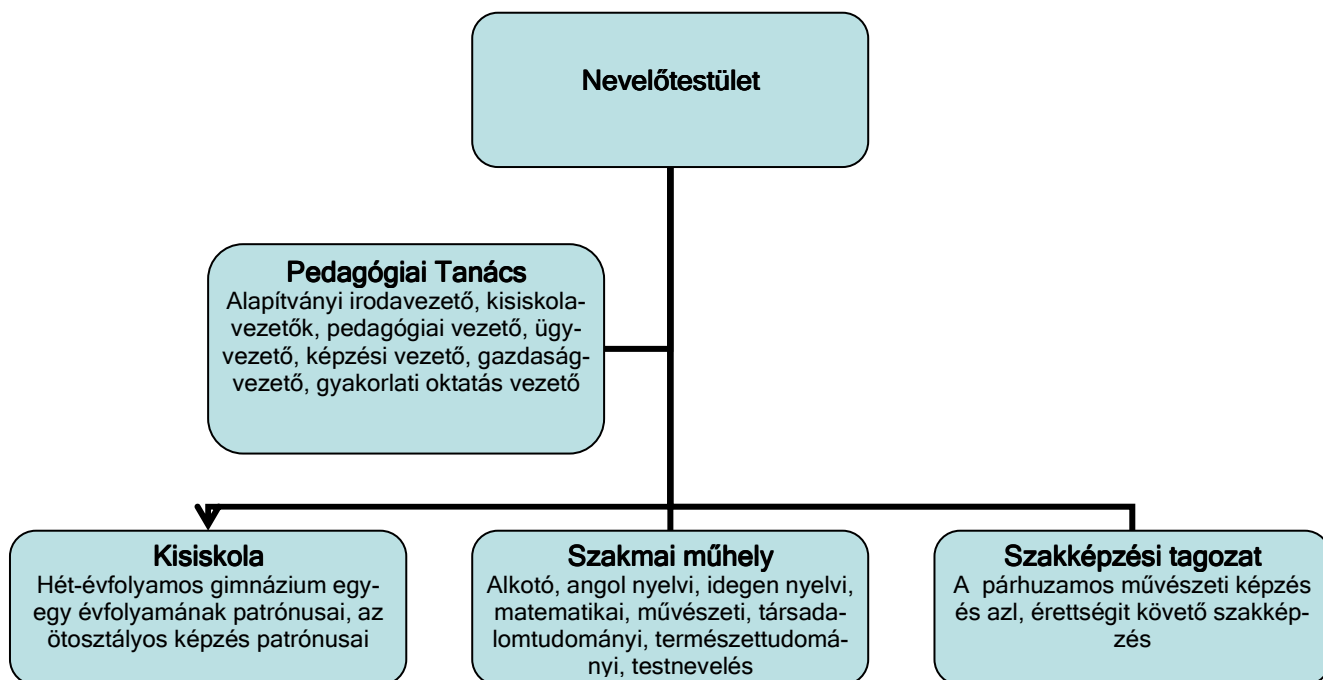 Nevelőtestület
Pedagógiai Tanács
Alapítványi irodavezető, kisiskola-
vezetők, pedagógiai vezető, ügy-
vezető, képzési vezető, gazdaság-
vezető, gyakorlati oktatás vezető
Kisiskola
Hét-évfolyamos gimnázium egy-
egy évfolyamának patrónusai, az
ötosztályos képzés patrónusai
Szakmai műhely
Alkotó, angol nyelvi, idegen nyelvi,
matematikai, művészeti, társada-
lomtudományi, természettudomá-
nyi, testnevelés
Szakképzési tagozat
A párhuzamos művészeti képzés
és azl, érettségit követő szakkép-
zés